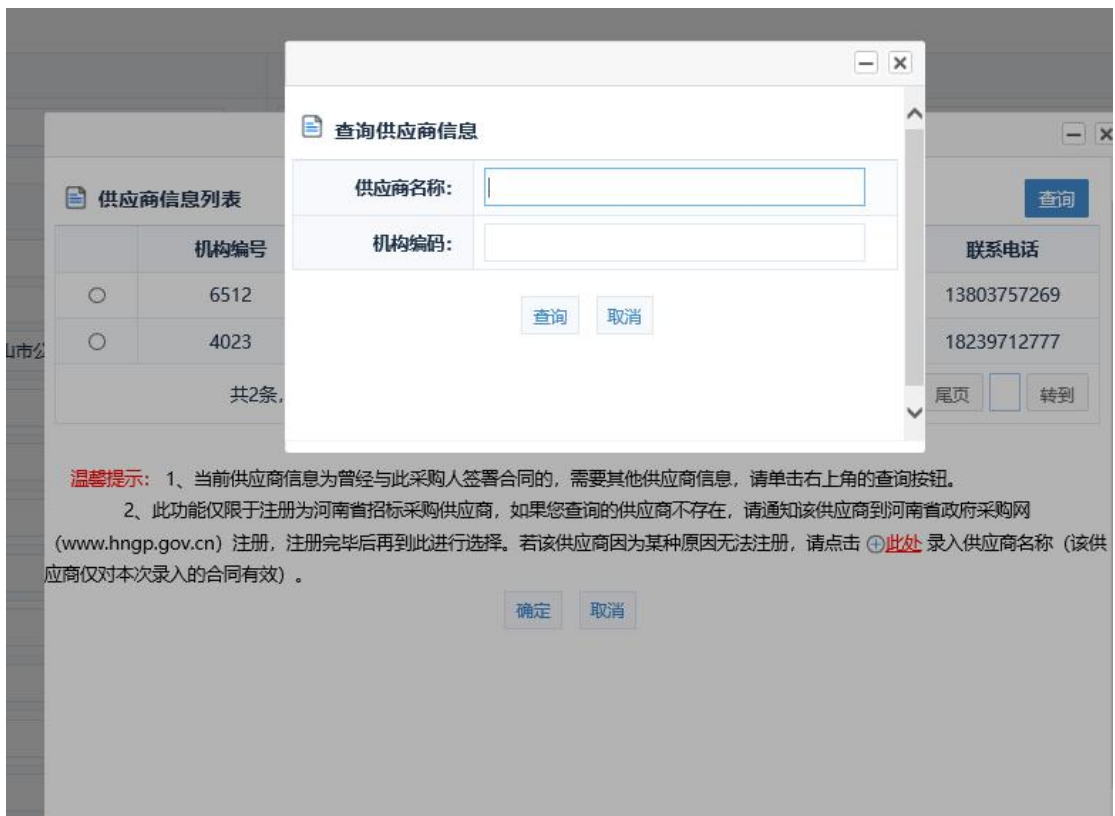 查询供应商信息
供应商名称:
机构编码:
查询 取消
供应商信息列表 查询
机构编号 联系电话
6512 13803757269
4023 18239712777
山市公
共2条, 尾页 转到
温馨提示: 1、当前供应商信息为曾经与此采购人签署合同的, 需要其他供应商信息, 请单击右上角的查询按钮。
2、此功能仅限于注册为河南省招标采购供应商, 如果您查询的供应商不存在, 请通知该供应商到河南省政府采购网
(www.hngp.gov.cn) 注册, 注册完毕后再到此进行选择。若该供应商因为某种原因无法注册, 请点击 此处 录入供应商名称 (该供
应商仅对本次录入的合同有效) 。
确定 取消